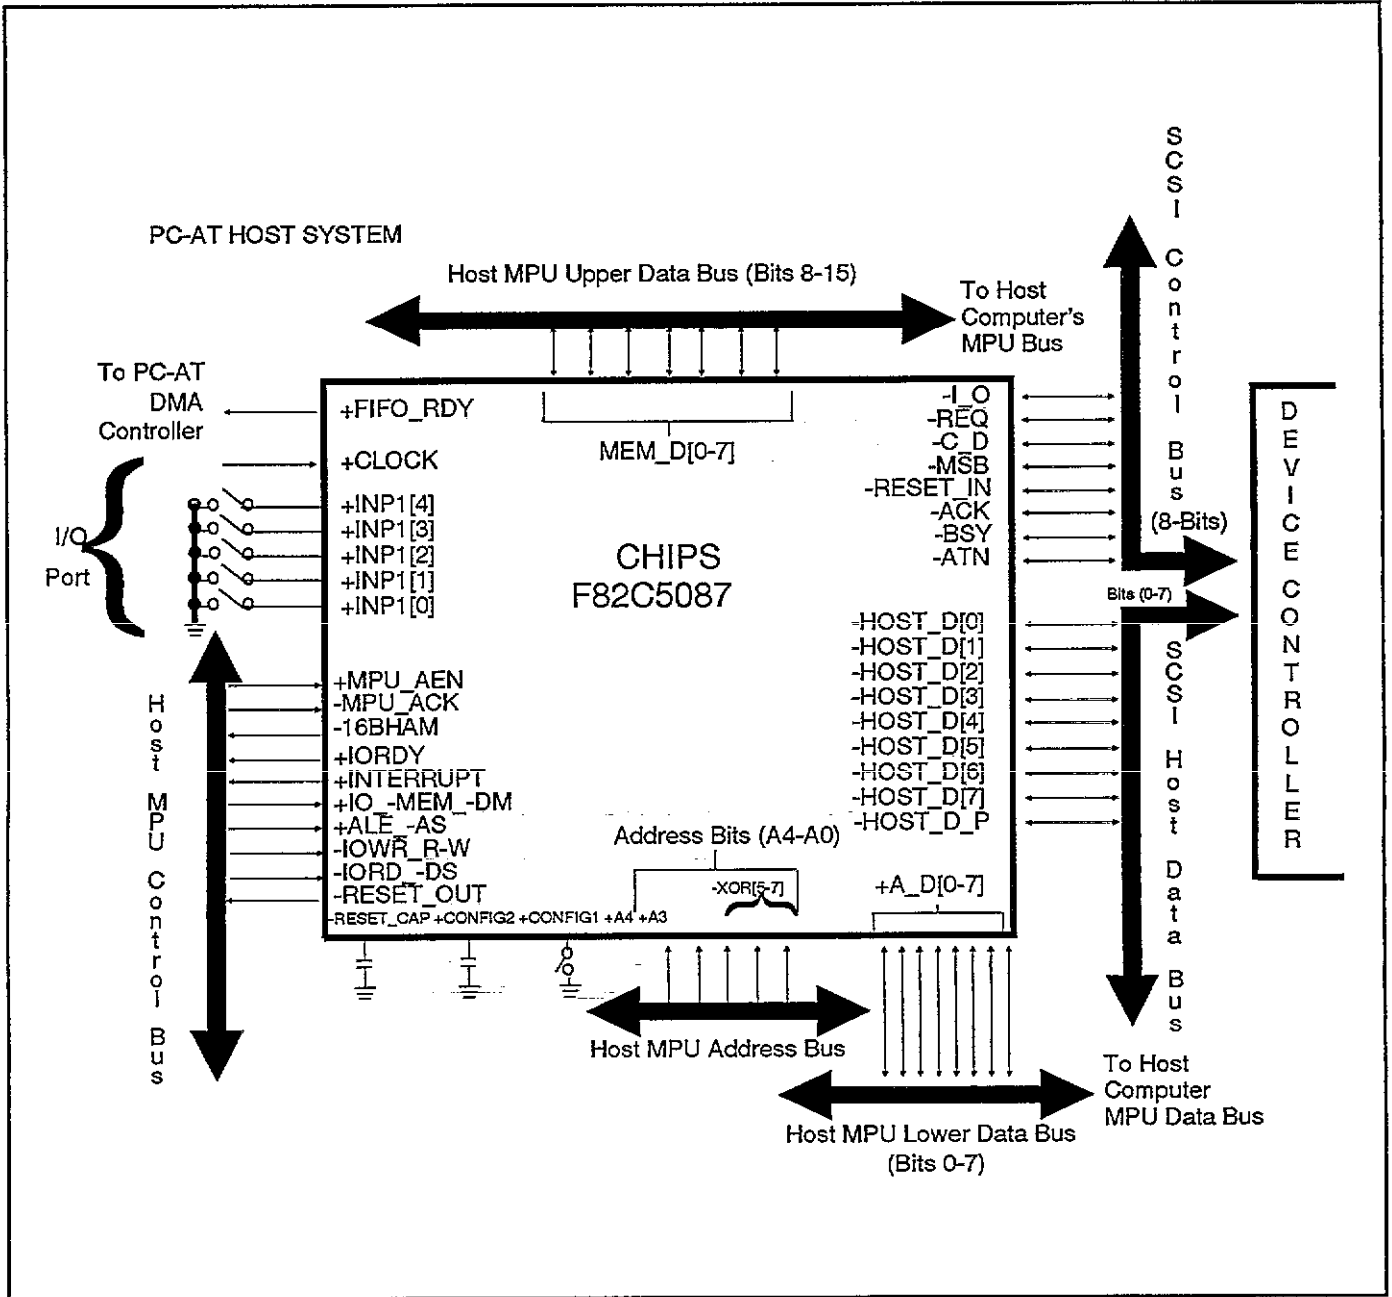 PC-AT HOST SYSTEM
Host MPU Upper Data Bus (Bits 8-15)
To Host
Computer's
MPU Bus
To PC-AT
DMA
Controller
I/O
Port
+FIFO_RDY
+CLOCK
+INP1[4]
+INP1[3]
+INP1[2]
+INP1[1]
+INP1[0]
MEM_D[0-7]
CHIPS
F82C5087
-I_O
-REQ
-C_D
-MSB
-RESET_IN
-ACK
-BSY
-ATN
SCSI Control Bus
(8-Bits)
Bits (0-7)
DEVICE CONTROLLER
-HOST_D[0]
-HOST_D[1]
-HOST_D[2]
-HOST_D[3]
-HOST_D[4]
-HOST_D[5]
-HOST_D[6]
-HOST_D[7]
-HOST_D_P
SCSI Host Data Bus
Host MPU Control Bus
+MPU_AEN
-MPU_ACK
-16BHAM
+IORDY
+INTERRUPT
+IO_-MEM_-DM
+ALE_-AS
-IOWR_R-W
-IORD_-DS
-RESET_OUT
-RESET_CAP +CONFIG2 +CONFIG1 +A4 +A3
Address Bits (A4-A0)
-XOR[5-7]
+A_D[0-7]
Host MPU Address Bus
Host MPU Lower Data Bus
(Bits 0-7)
To Host
Computer
MPU Data Bus